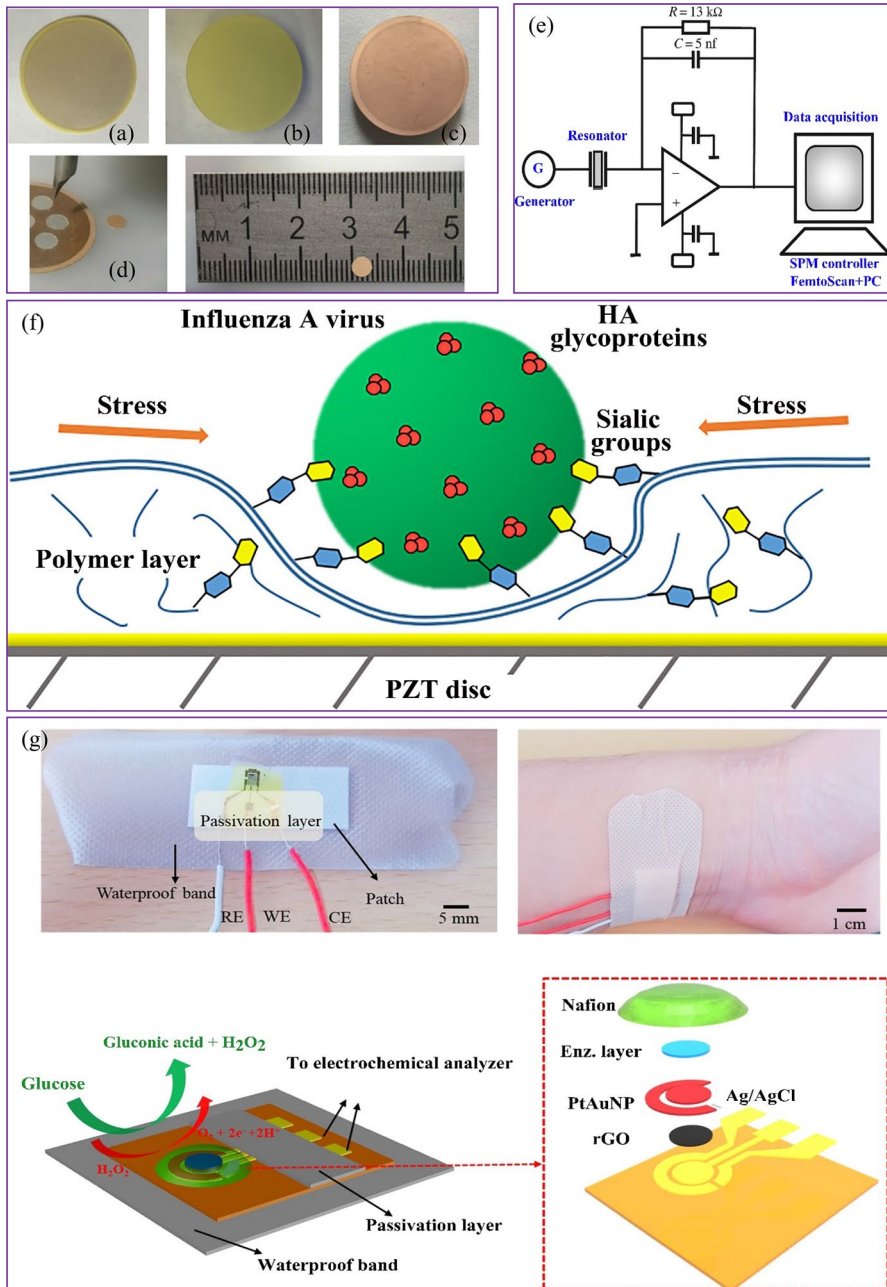 (a)
(b)
(c)
(d)
MM 1 2 3 4 5
(e)
R = 13 kΩ
C = 5 nf
Data acquisition
Resonator
G
Generator
−
+
SPM controller
FemtoScan+PC
(f)
Influenza A virus
HA
glycoproteins
Stress
Stress
Sialic
groups
Polymer layer
PZT disc
(g)
Passivation layer
Waterproof band
Patch
RE WE CE
5 mm
1 cm
Nafion
Gluconic acid + H₂O₂
Enz. layer
To electrochemical analyzer
Glucose
PtAuNP
Ag/AgCl
O₂ + 2e⁻ +2H⁺
rGO
H₂O₂
Passivation layer
Waterproof band